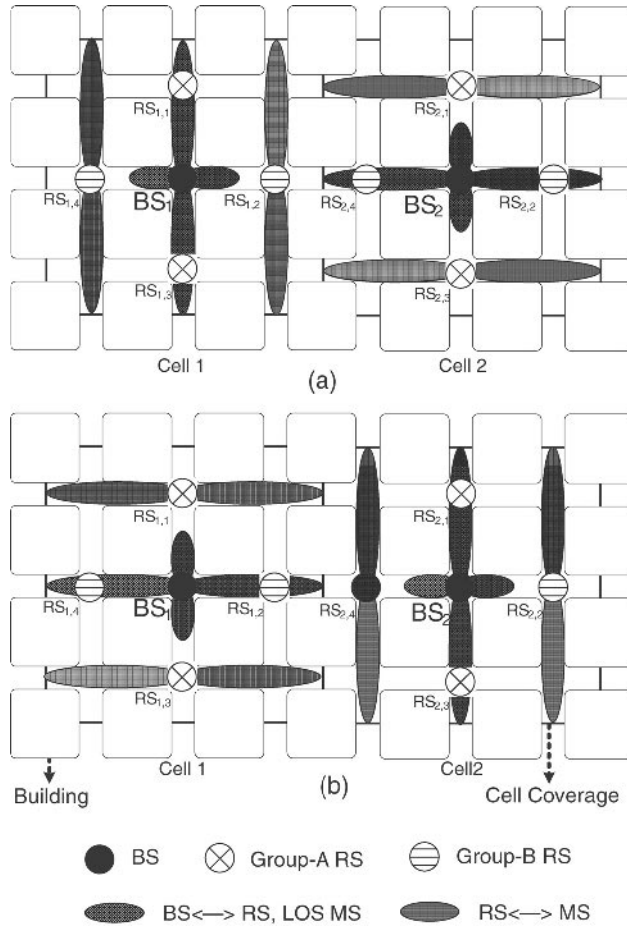 RS1,1
RS2,1
RS1,4
BS1
RS1,2
RS2,4
BS2
RS2,2
RS1,3
RS2,3
Cell 1
Cell 2
(a)
RS1,1
RS2,1
RS1,4
BS1
RS1,2
RS2,4
BS2
RS2,2
RS1,3
RS2,3
Cell 1
Cell2
(b)
Building
Cell Coverage
BS
Group-A RS
Group-B RS
BS<—>RS, LOS MS
RS<—>MS